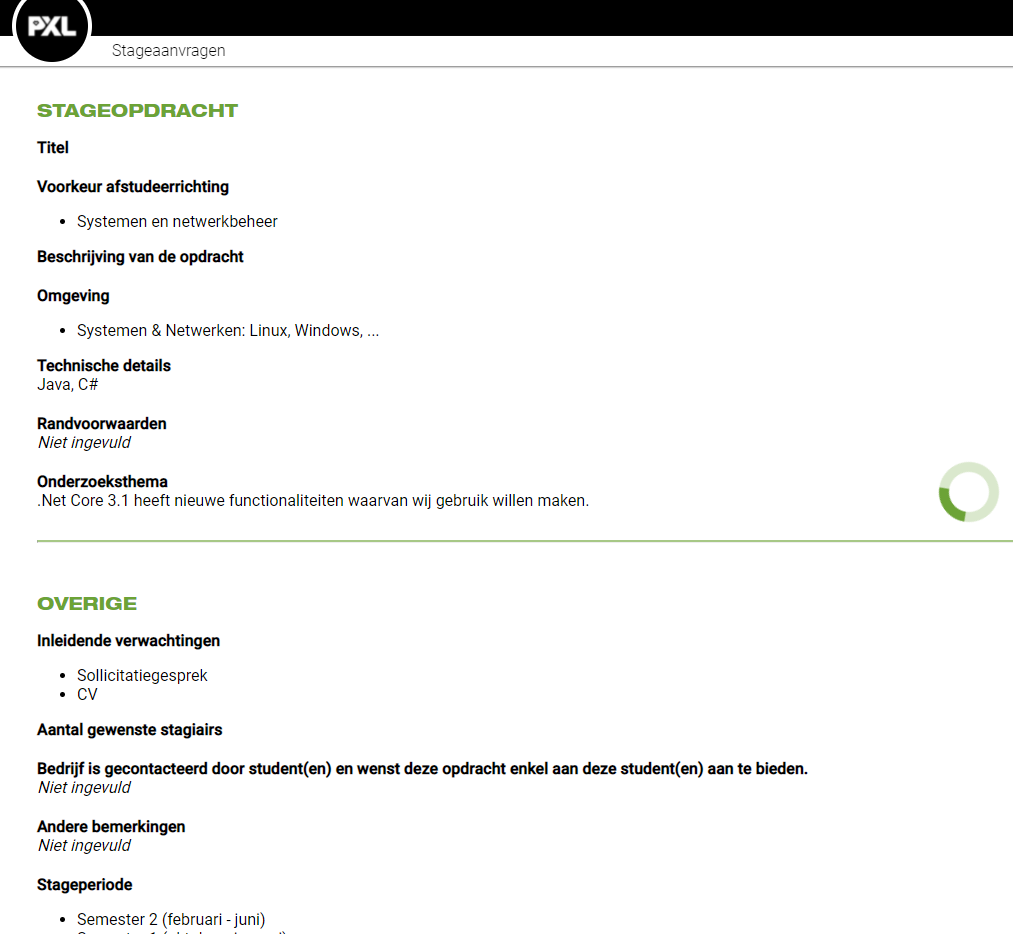 PXL
Stageaanvragen
STAGEOPDRACHT
Titel
Voorkeur afstudeerrichting
• Systemen en netwerkbeheer
Beschrijving van de opdracht
Omgeving
• Systemen & Netwerken: Linux, Windows, ...
Technische details
Java, C#
Randvoorwaarden
Niet ingevuld
Onderzoeksthema
.Net Core 3.1 heeft nieuwe functionaliteiten waarvan wij gebruik willen maken.
OVERIGE
Inleidende verwachtingen
• Sollicitatiegesprek
• CV
Aantal gewenste stagiairs
Bedrijf is gecontacteerd door student(en) en wenst deze opdracht enkel aan deze student(en) aan te bieden.
Niet ingevuld
Andere bemerkingen
Niet ingevuld
Stageperiode
• Semester 2 (februari - juni)